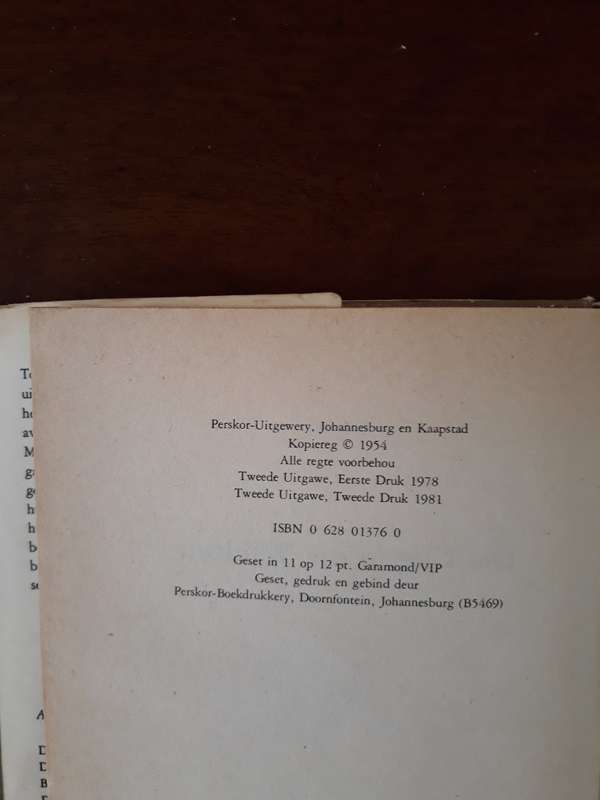 Perskor-Uitgewery, Johannesburg en Kaapstad
Kopiereg © 1954
Alle regte voorbehou
Tweede Uitgawe, Eerste Druk 1978
Tweede Uitgawe, Tweede Druk 1981
ISBN 0 628 01376 0
Geset in 11 op 12 pt. Garamond/VIP
Geset, gedruk en gebind deur
Perskor-Boekdrukkery, Doornfontein, Johannesburg (B5469)